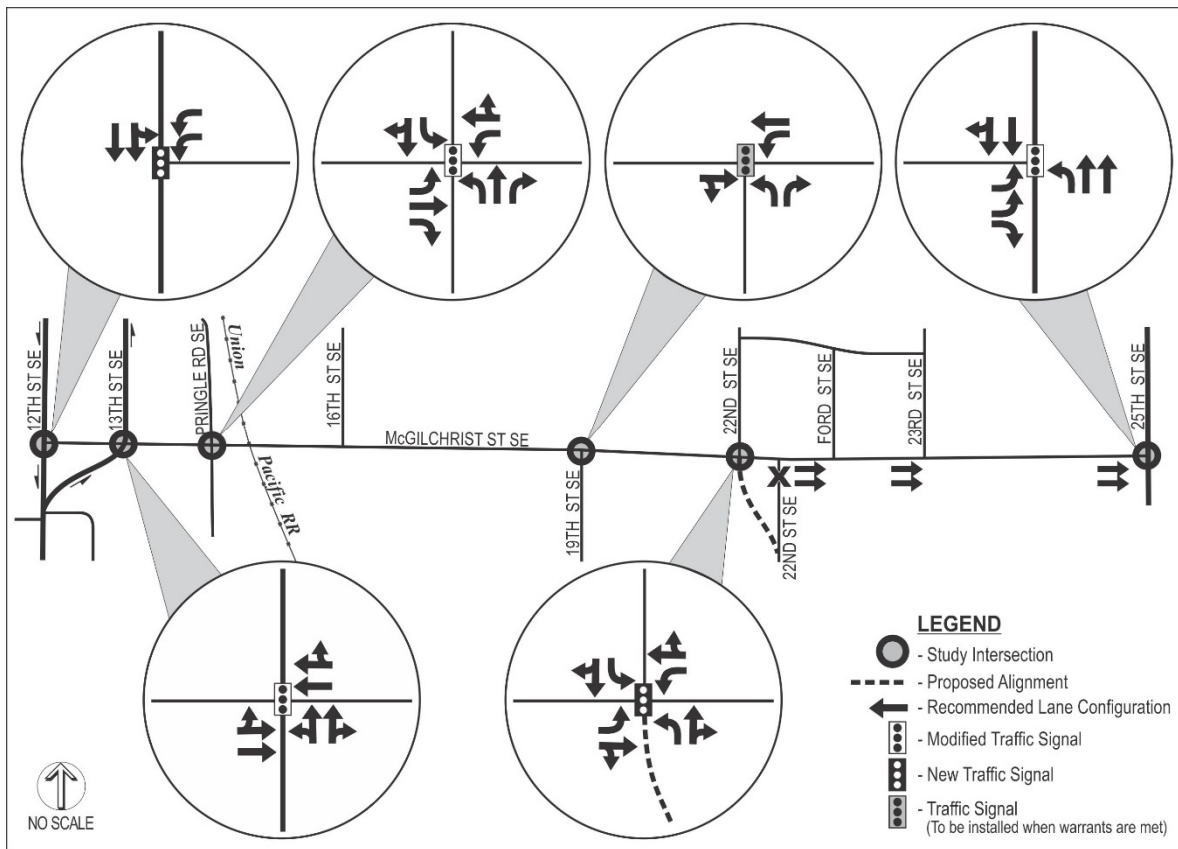 12TH ST SE
13TH ST SE
PRINGLE RD SE
Union
Pacific RR
16TH ST SE
McGILCHRIST ST SE
19TH ST SE
22ND ST SE
X
22ND ST SE
FORD ST SE
23RD ST SE
25TH ST SE
NO SCALE
LEGEND
- Study Intersection
- Proposed Alignment
- Recommended Lane Configuration
- Modified Traffic Signal
- New Traffic Signal
- Traffic Signal
(To be installed when warrants are met)